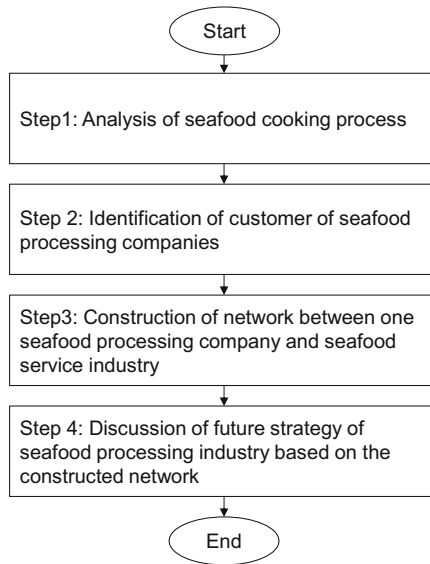 Start
Step1: Analysis of seafood cooking process
Step 2: Identification of customer of seafood
processing companies
Step3: Construction of network between one
seafood processing company and seafood
service industry
Step 4: Discussion of future strategy of
seafood processing industry based on the
constructed network
End